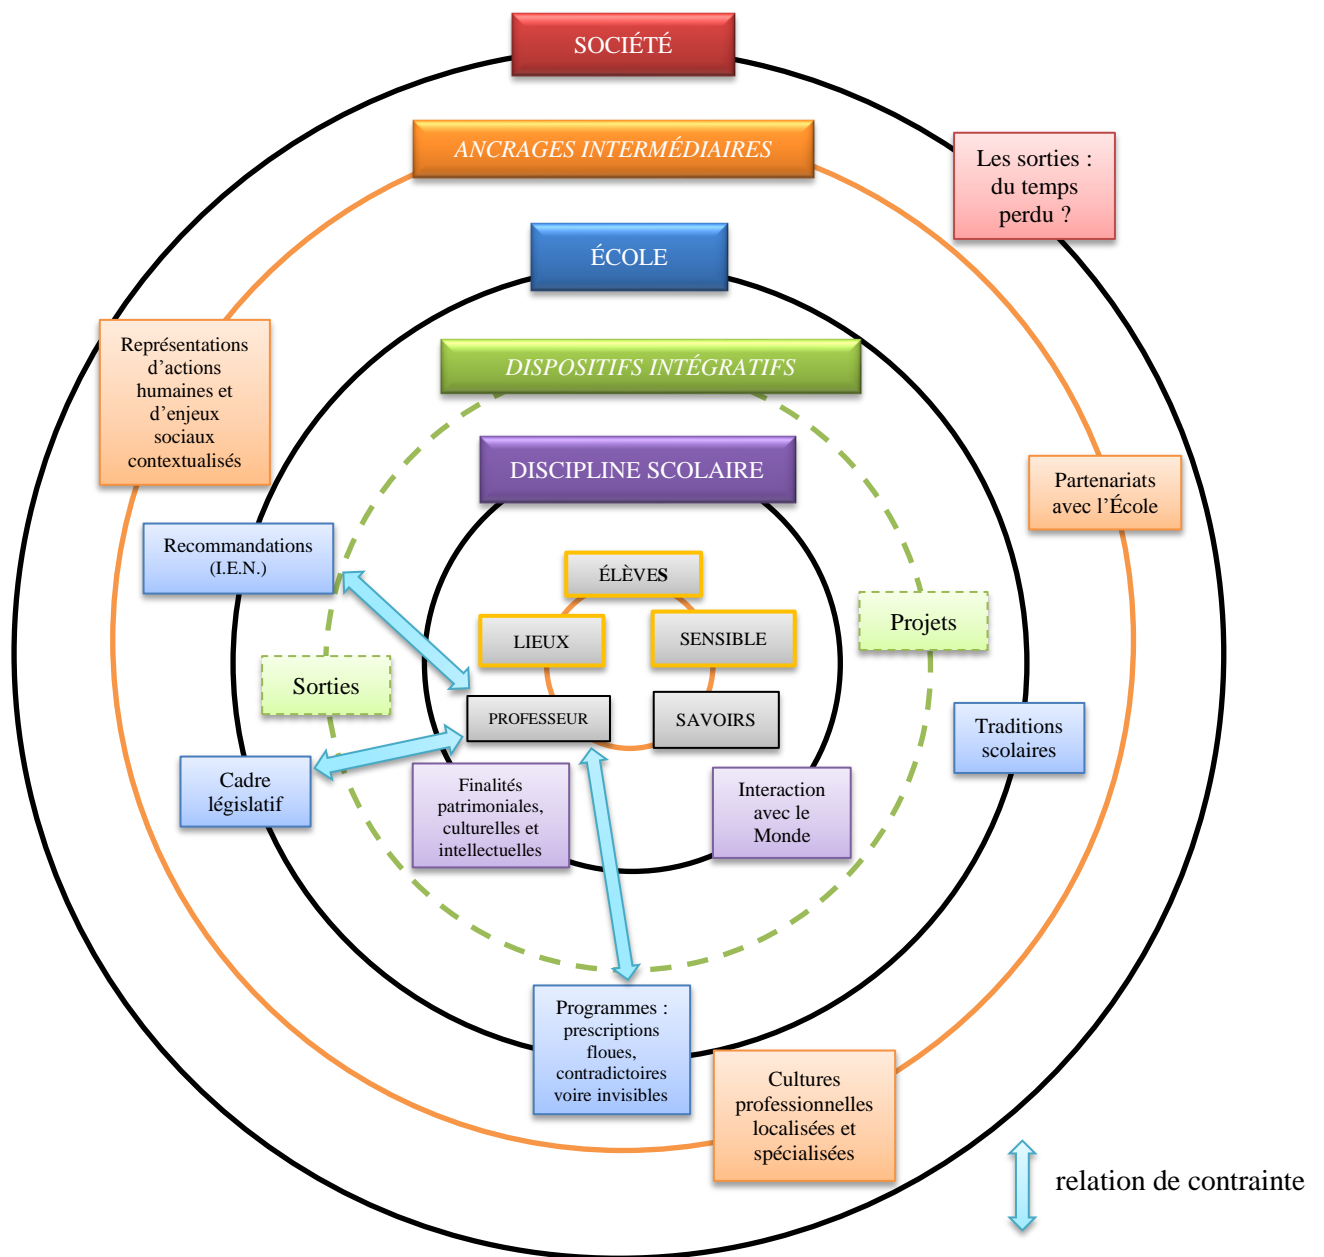 SOCIÉTÉ
ANCRAGES INTERMÉDIAIRES
Les sorties :
du temps
perdu ?
ÉCOLE
Représentations
d’actions
humaines et
d’enjeux
sociaux
contextualisés
DISPOSITIFS INTÉGRATIFS
DISCIPLINE SCOLAIRE
Partenariats
avec l’École
Recommandations
(I.E.N.)
ÉLÈVES
LIEUX
SENSIBLE
Projets
Sorties
PROFESSEUR
SAVOIRS
Traditions
scolaires
Cadre
législatif
Finalités
patrimoniales,
culturelles et
intellectuelles
Interaction
avec le
Monde
Programmes :
prescriptions
floues,
contradictoires
voire invisibles
Cultures
professionnelles
localisées et
spécialisées
relation de contrainte